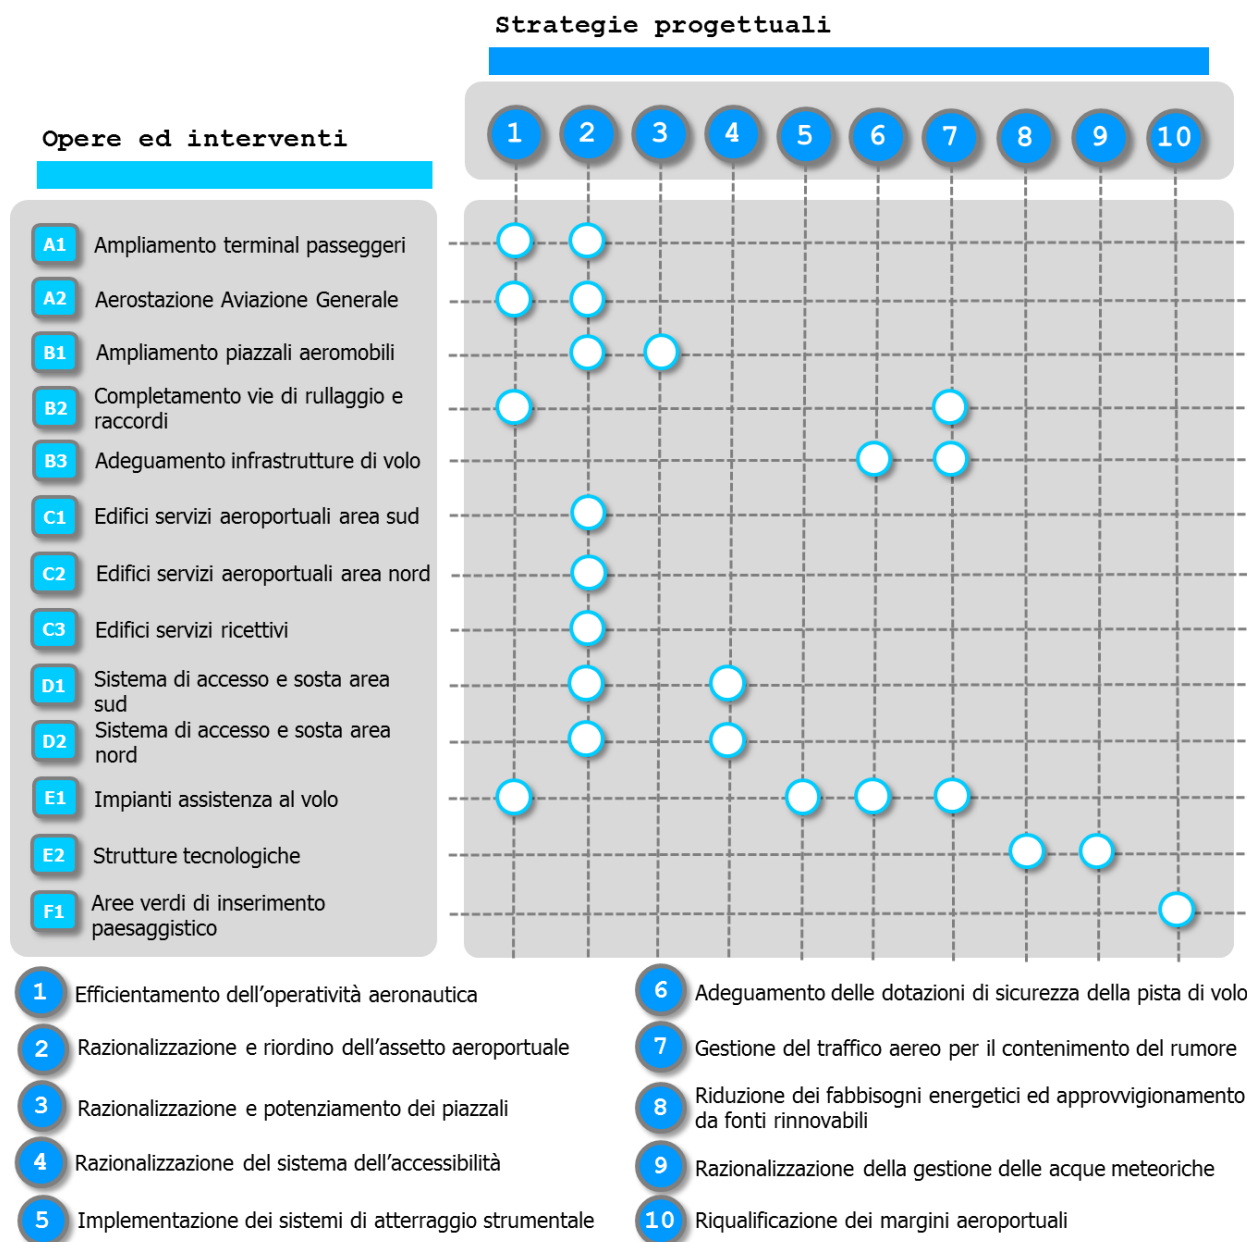 Strategie progettuali
Opere ed interventi
1 2 3 4 5 6 7 8 9 10
A1 Ampliamento terminal passeggeri
A2 Aerostazione Aviazione Generale
B1 Ampliamento piazzali aeromobili
B2 Completamento vie di rullaggio e
raccordi
B3 Adeguamento infrastrutture di volo
C1 Edifici servizi aeroportuali area sud
C2 Edifici servizi aeroportuali area nord
C3 Edifici servizi ricettivi
D1 Sistema di accesso e sosta area
sud
D2 Sistema di accesso e sosta area
nord
E1 Impianti assistenza al volo
E2 Strutture tecnologiche
F1 Aree verdi di inserimento
paesaggistico
1 Efficientamento dell’operatività aeronautica
2 Razionalizzazione e riordino dell’assetto aeroportuale
3 Razionalizzazione e potenziamento dei piazzali
4 Razionalizzazione del sistema dell’accessibilità
5 Implementazione dei sistemi di atterraggio strumentale
6 Adeguamento delle dotazioni di sicurezza della pista di volo
7 Gestione del traffico aereo per il contenimento del rumore
8 Riduzione dei fabbisogni energetici ed approvvigionamento
da fonti rinnovabili
9 Razionalizzazione della gestione delle acque meteoriche
10 Riqualificazione dei margini aeroportuali